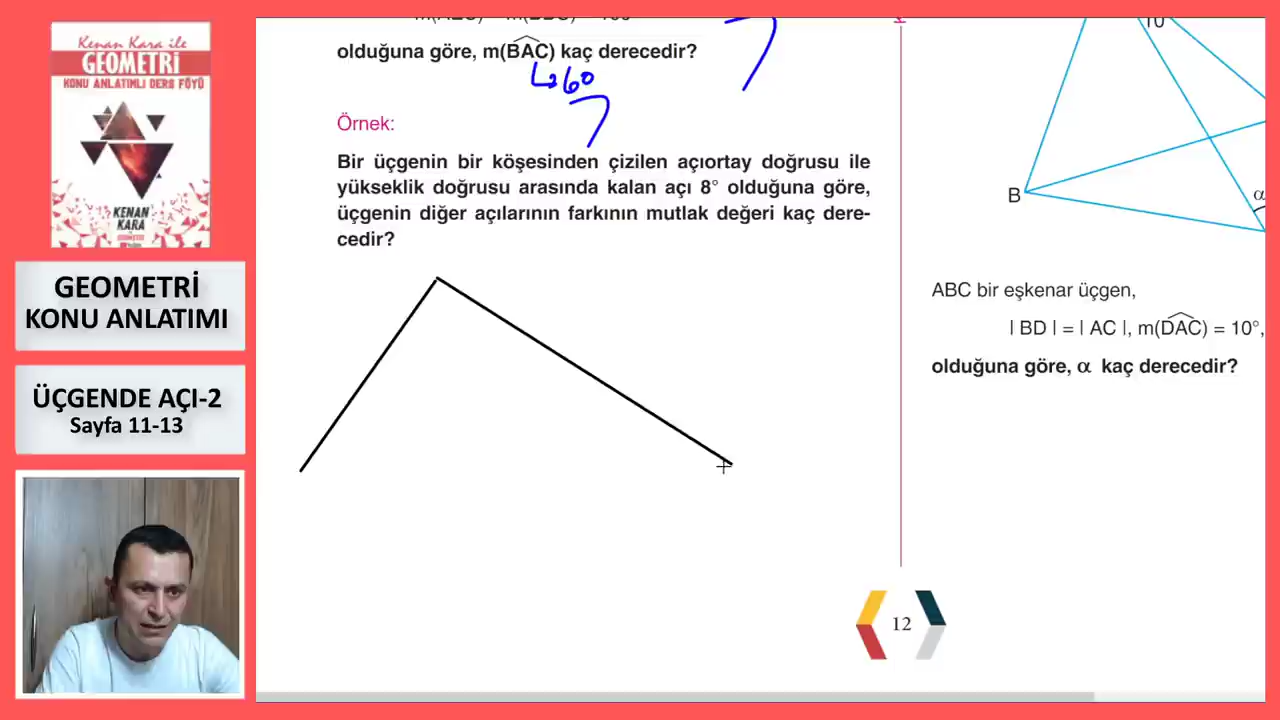 Kenan Kara ile
GEOMETRİ
KONU ANLATIMLI DERS FÖYÜ
KENAN
KARA
GEOMETRİ
KONU ANLATIMI
ÜÇGENDE AÇI-2
Sayfa 11-13
olduğuna göre, m(BAC) kaç derecedir?
↳60
Örnek:
Bir üçgenin bir köşesinden çizilen açıortay doğrusu ile
yükseklik doğrusu arasında kalan açı 8° olduğuna göre,
üçgenin diğer açılarının farkının mutlak değeri kaç dere-
cedir?
10
B
α
ABC bir eşkenar üçgen,
| BD | = | AC |, m(DAC) = 10°,
olduğuna göre, α kaç derecedir?
12